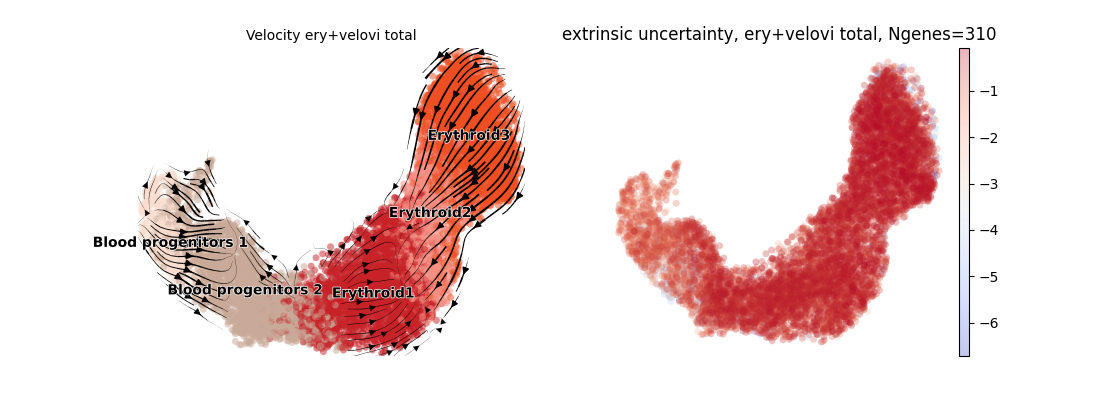 Velocity ery+velovi total
Erythroid3
Erythroid2
Blood progenitors 1
Blood progenitors 2
Erythroid1
extrinsic uncertainty, ery+velovi total, Ngenes=310
−1
−2
−3
−4
−5
−6